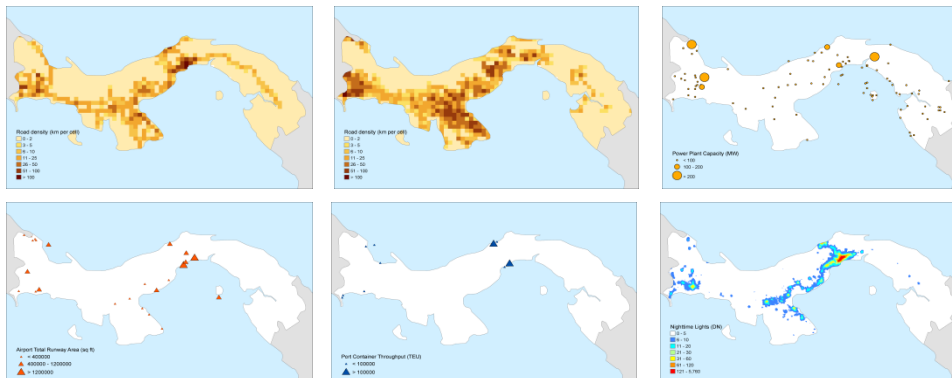 Road density (km per cell)
0 - 2
3 - 5
6 - 10
11 - 25
26 - 50
51 - 100
> 100
Road density (km per cell)
0 - 2
3 - 5
6 - 10
11 - 25
26 - 50
51 - 100
> 100
Power Plant Capacity (MW)
< 100
100 - 200
> 200
Airport Total Runway Area (sq ft)
< 400000
400000 - 1200000
> 1200000
Port Container Throughput (TEU)
< 100000
> 100000
Nighttime Lights (DN)
0 - 5
6 - 10
11 - 20
21 - 30
31 - 60
61 - 120